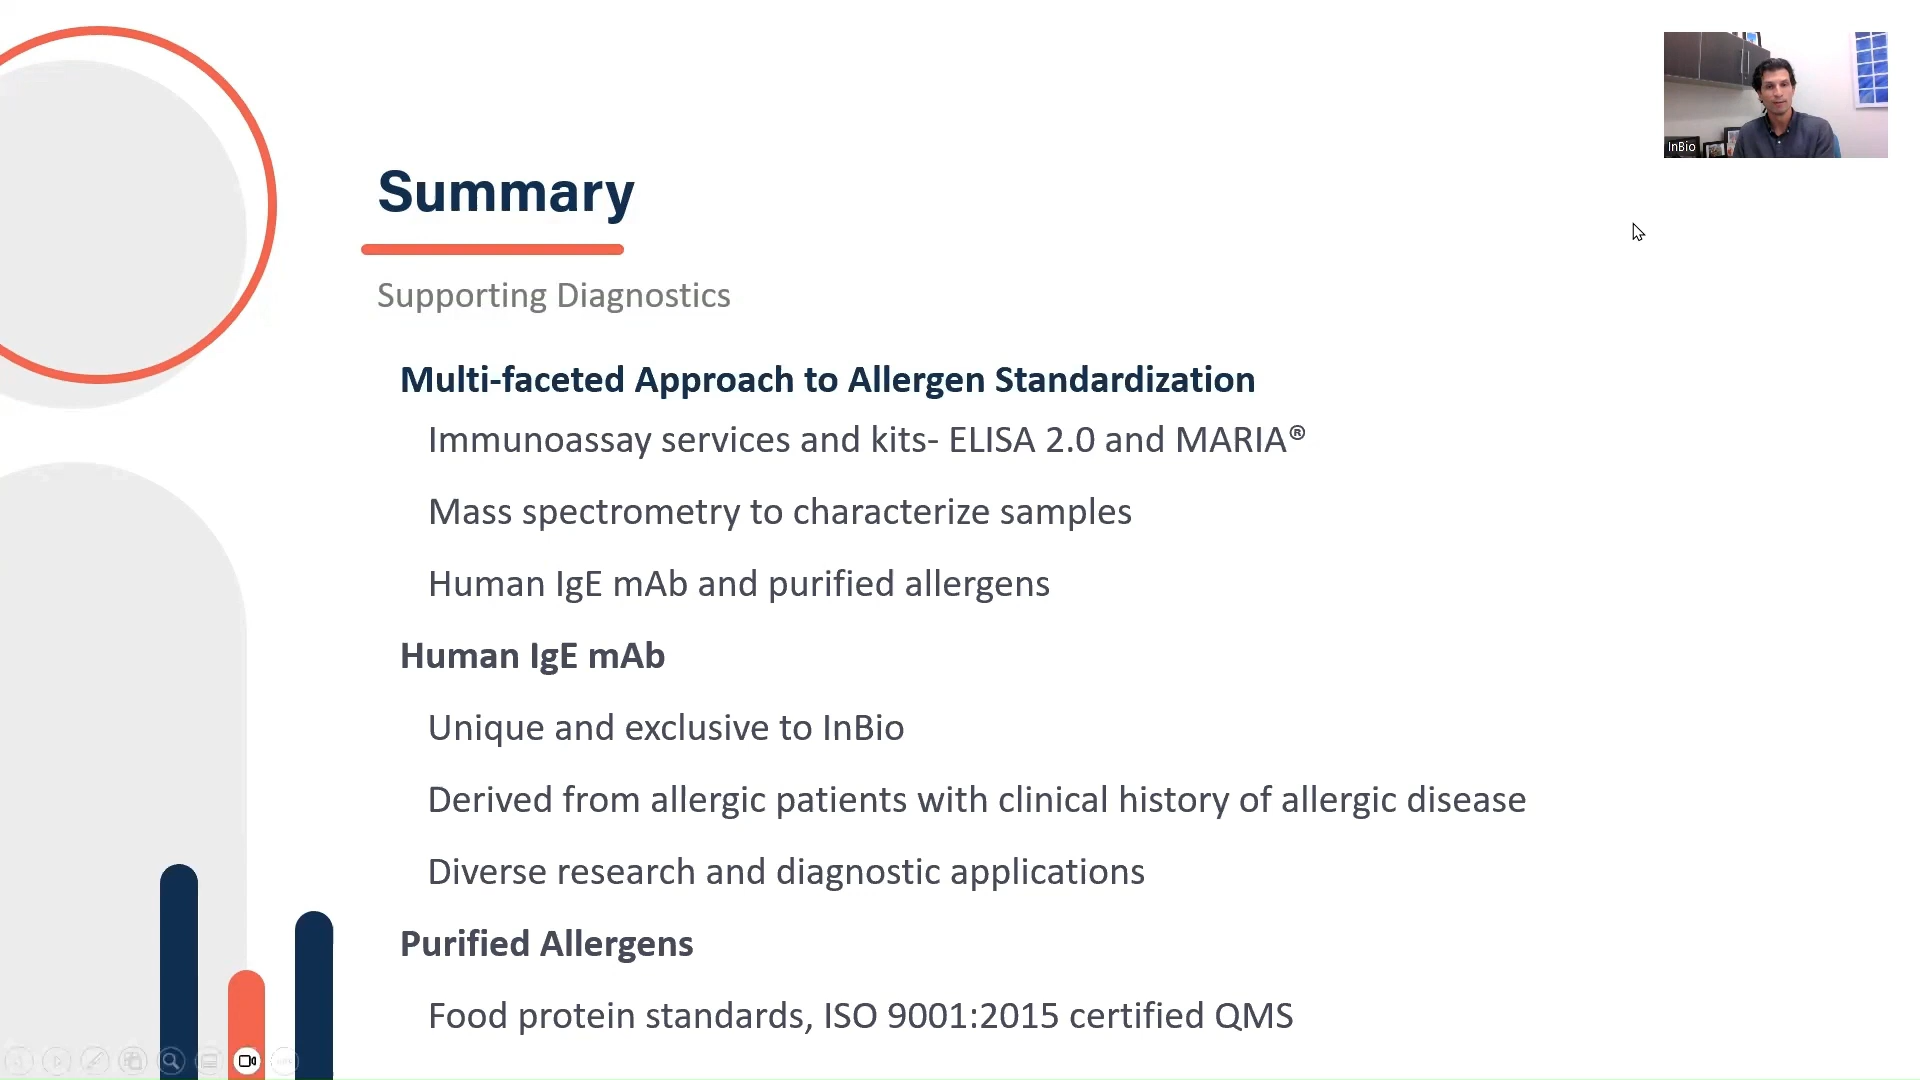 InBio
Summary
Supporting Diagnostics
Multi-faceted Approach to Allergen Standardization
Immunoassay services and kits- ELISA 2.0 and MARIA®
Mass spectrometry to characterize samples
Human IgE mAb and purified allergens
Human IgE mAb
Unique and exclusive to InBio
Derived from allergic patients with clinical history of allergic disease
Diverse research and diagnostic applications
Purified Allergens
Food protein standards, ISO 9001:2015 certified QMS